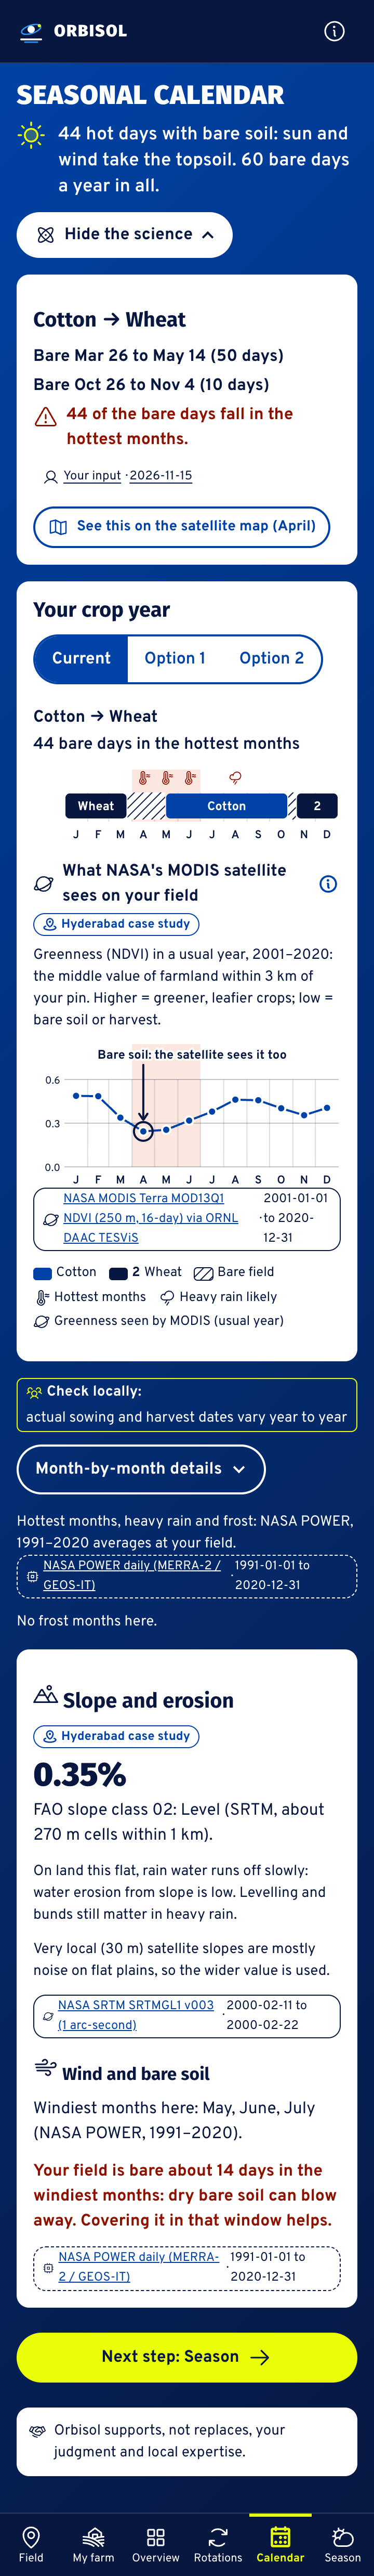 ORBISOL
SEASONAL CALENDAR
44 hot days with bare soil: sun and
wind take the topsoil. 60 bare days
a year in all.
Hide the science
Cotton → Wheat
Bare Mar 26 to May 14 (50 days)
Bare Oct 26 to Nov 4 (10 days)
44 of the bare days fall in the
hottest months.
Your input · 2026-11-15
See this on the satellite map (April)
Your crop year
Current Option 1 Option 2
Cotton → Wheat
44 bare days in the hottest months
Wheat Cotton 2
J F M A M J J A S O N D
What NASA's MODIS satellite
sees on your field
Hyderabad case study
Greenness (NDVI) in a usual year, 2001–2020:
the middle value of farmland within 3 km of
your pin. Higher = greener, leafier crops; low =
bare soil or harvest.
Bare soil: the satellite sees it too
0.6
0.3
0.0
J F M A M J J A S O N D
NASA MODIS Terra MOD13Q1
NDVI (250 m, 16-day) via ORNL
DAAC TESViS
· 2001-01-01
to 2020-
12-31
Cotton 2 Wheat Bare field
Hottest months Heavy rain likely
Greenness seen by MODIS (usual year)
Check locally:
actual sowing and harvest dates vary year to year
Month-by-month details
Hottest months, heavy rain and frost: NASA POWER,
1991–2020 averages at your field.
NASA POWER daily (MERRA-2 /
GEOS-IT)
· 1991-01-01 to
2020-12-31
No frost months here.
Slope and erosion
Hyderabad case study
0.35%
FAO slope class 02: Level (SRTM, about
270 m cells within 1 km).
On land this flat, rain water runs off slowly:
water erosion from slope is low. Levelling and
bunds still matter in heavy rain.
Very local (30 m) satellite slopes are mostly
noise on flat plains, so the wider value is used.
NASA SRTM SRTMGL1 v003
(1 arc-second)
· 2000-02-11 to
2000-02-22
Wind and bare soil
Windiest months here: May, June, July
(NASA POWER, 1991–2020).
Your field is bare about 14 days in the
windiest months: dry bare soil can blow
away. Covering it in that window helps.
NASA POWER daily (MERRA-
2 / GEOS-IT)
· 1991-01-01 to
2020-12-31
Next step: Season →
Orbisol supports, not replaces, your
judgment and local expertise.
Field My farm Overview Rotations Calendar Season